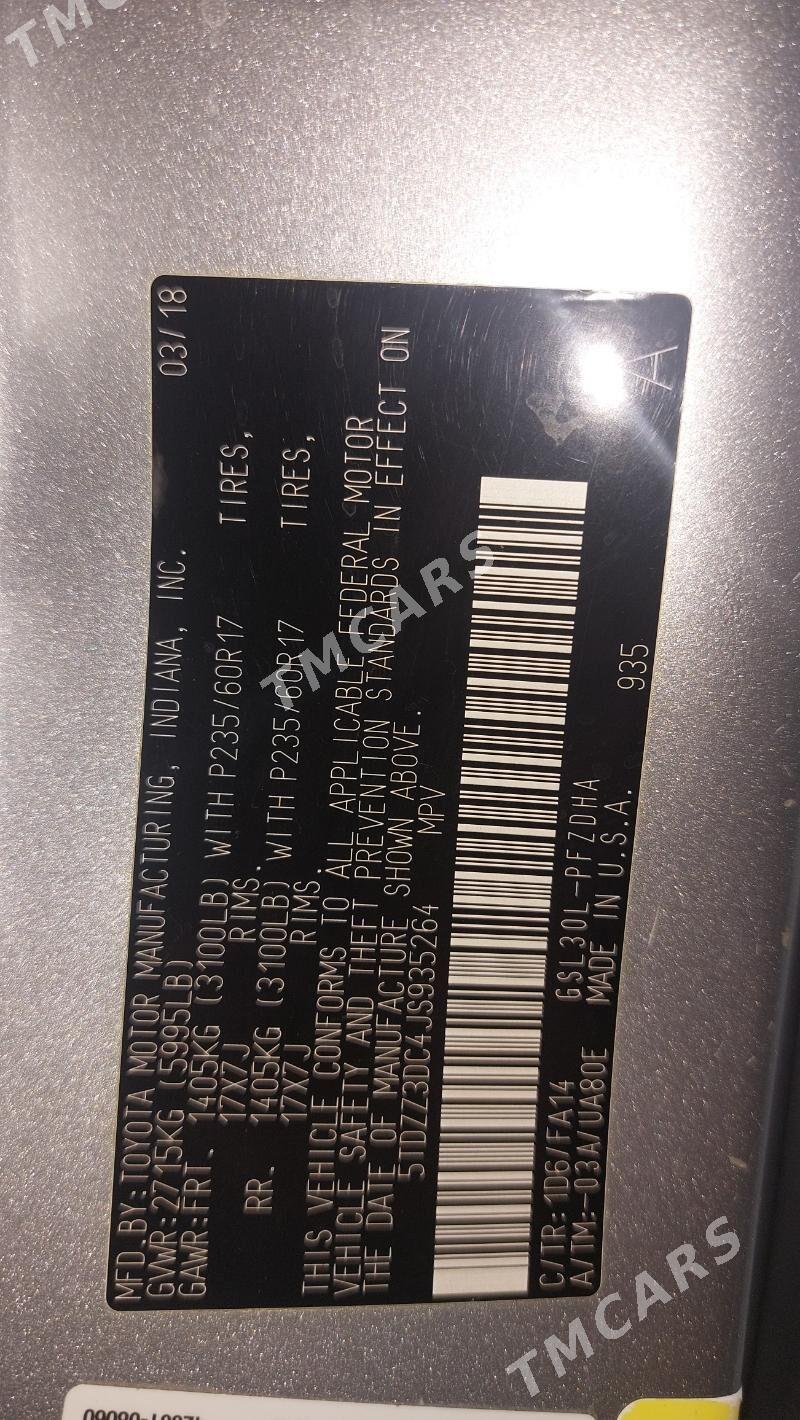 MFD BY:TOYOTA MOTOR MANUFACTURING, INDIANA, INC. 03/18
GVWR:2715KG (5995LB)
GAWR:FRT. 1405KG (3100LB) WITH P235/60R17 TIRES,
17X7J RIMS.
RR. 1405KG (3100LB) WITH P235/60R17 TIRES,
17X7J RIMS.
THIS VEHICLE CONFORMS TO ALL APPLICABLE FEDERAL MOTOR
VEHICLE SAFETY AND THEFT PREVENTION STANDARDS IN EFFECT ON
THE DATE OF MANUFACTURE SHOWN ABOVE.
5TDZZ3DC4JS935264 MPV
C/TR:1D6/FA14 GSL30L-PFZDHA
A/TM:-03A/UA80E MADE IN U.S.A. 935
A
TMCARS
TMCARS